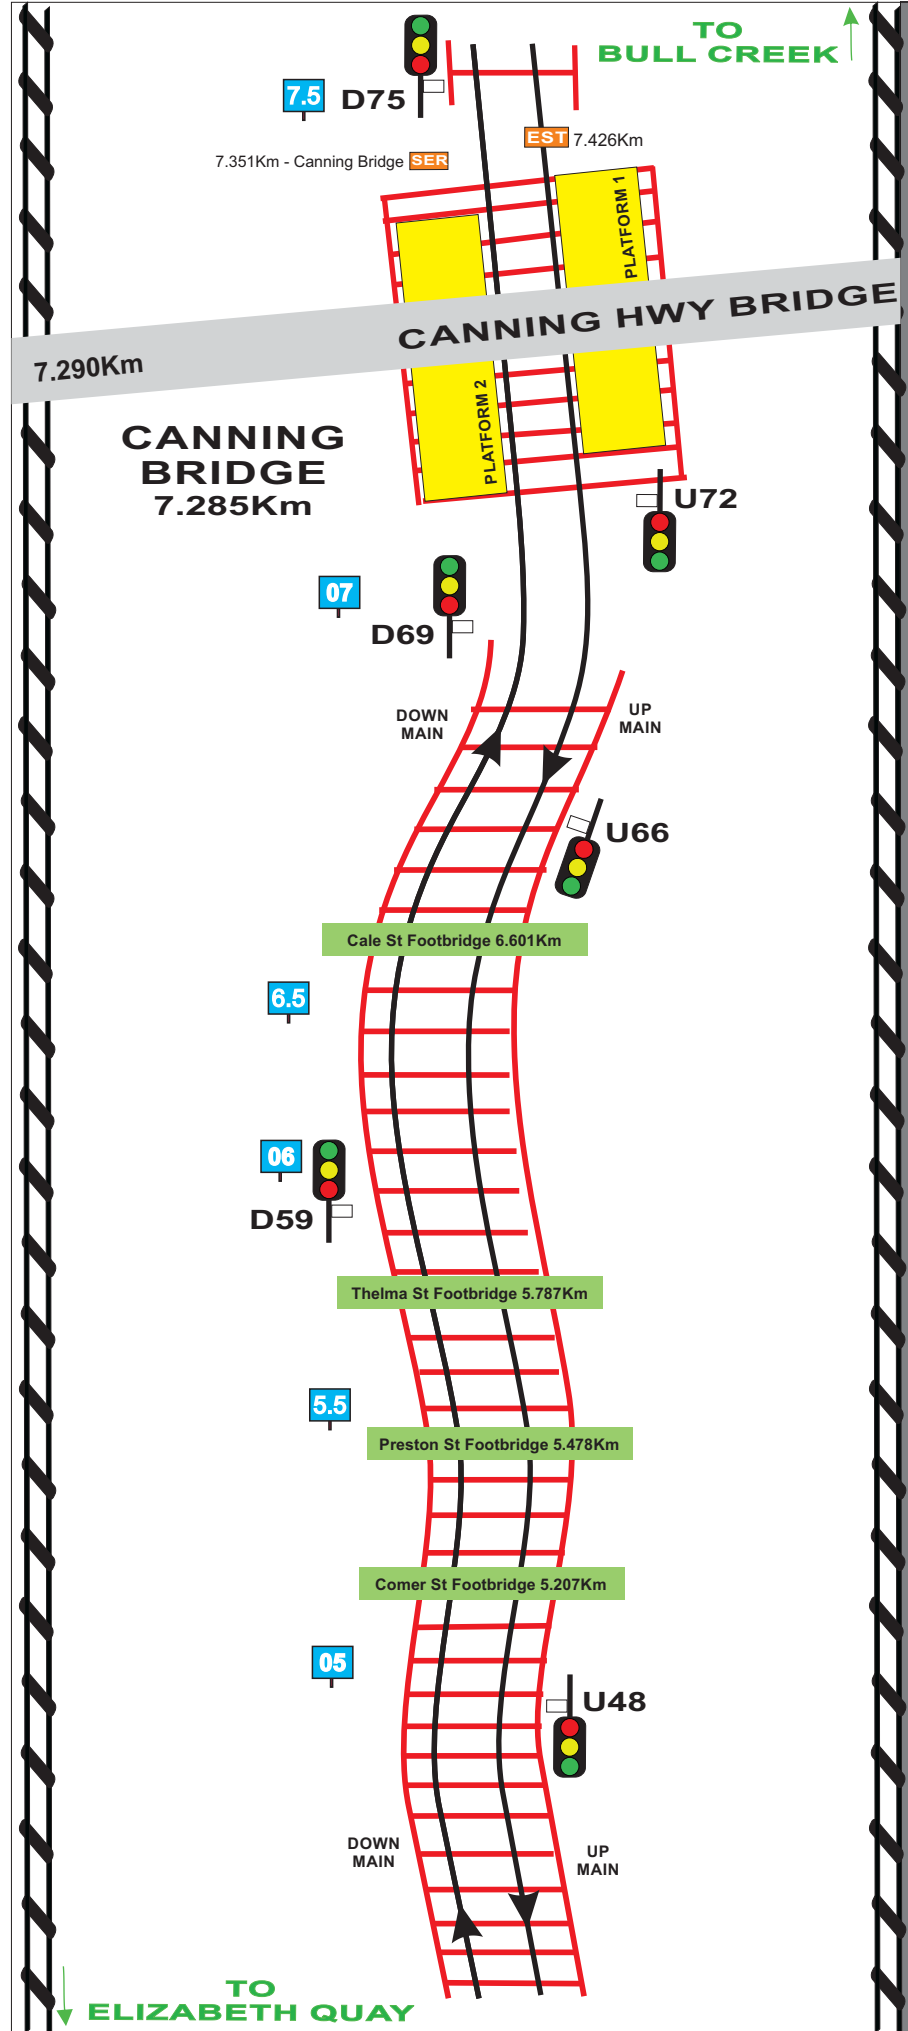 TO
BULL CREEK
7.5
D75
EST 7.426Km
7.351Km - Canning Bridge SER
PLATFORM 1
CANNING HWY BRIDGE
7.290Km
PLATFORM 2
CANNING
BRIDGE
7.285Km
U72
07
D69
DOWN
MAIN
UP
MAIN
U66
Cale St Footbridge 6.601Km
6.5
06
D59
Thelma St Footbridge 5.787Km
5.5
Preston St Footbridge 5.478Km
Comer St Footbridge 5.207Km
05
U48
DOWN
MAIN
UP
MAIN
TO
ELIZABETH QUAY